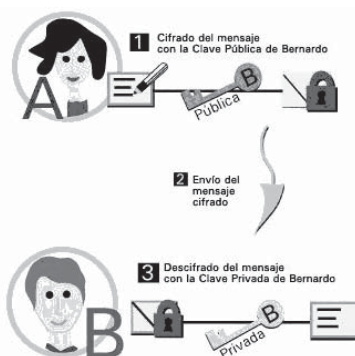 1 Cifrado del mensaje
con la Clave Pública de Bernardo
A
B
Pública
2 Envío del
mensaje
cifrado
3 Descifrado del mensaje
con la Clave Privada de Bernardo
B
B
Privada